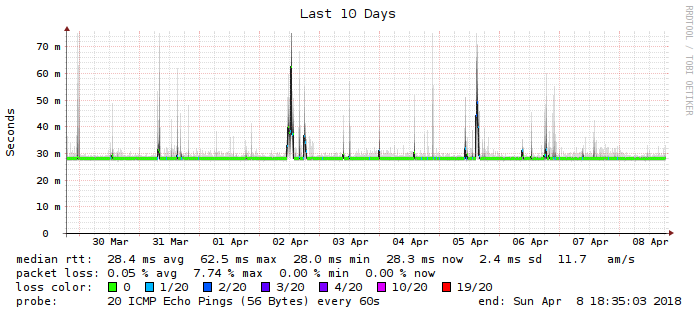 Last 10 Days
RRDTOOL / TOBI OETIKER
Seconds
70 m
60 m
50 m
40 m
30 m
20 m
10 m
0
30 Mar 31 Mar 01 Apr 02 Apr 03 Apr 04 Apr 05 Apr 06 Apr 07 Apr 08 Apr
median rtt: 28.4 ms avg 62.5 ms max 28.0 ms min 28.3 ms now 2.4 ms sd 11.7 am/s
packet loss: 0.05 % avg 7.74 % max 0.00 % min 0.00 % now
loss color: 0 1/20 2/20 3/20 4/20 10/20 19/20
probe: 20 ICMP Echo Pings (56 Bytes) every 60s end: Sun Apr 8 18:35:03 2018